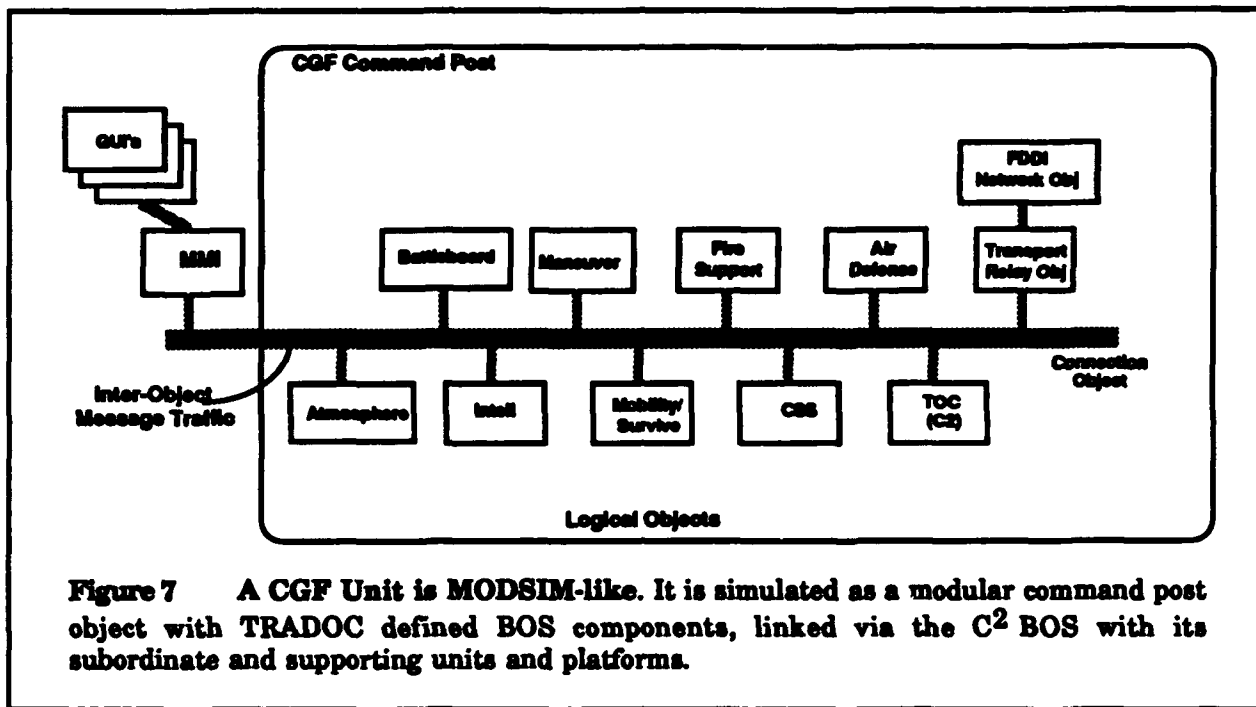 CGF Command Post
GUI's
FDDI
Network Obj
MMI
Battleboard
Maneuver
Fire
Support
Air
Defense
Transport
Relay Obj
Connection
Object
Inter-Object
Message Traffic
Atmosphere
Intell
Mobility/
Survive
CSS
TOC
(C2)
Logical Objects
Figure 7 A CGF Unit is MODSIM-like. It is simulated as a modular command post
object with TRADOC defined BOS components, linked via the C² BOS with its
subordinate and supporting units and platforms.